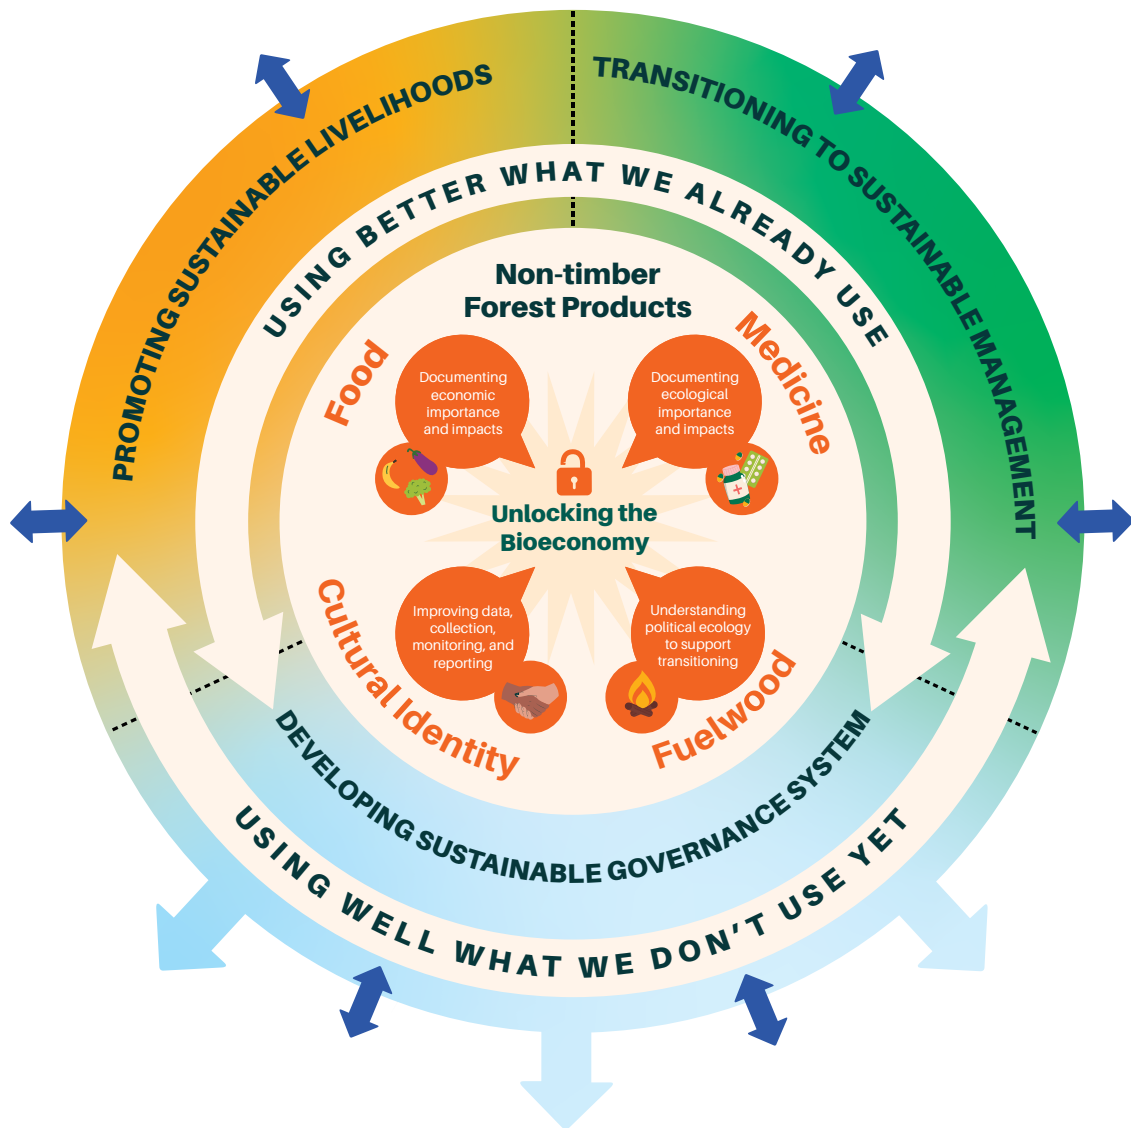 PROMOTING SUSTAINABLE LIVELIHOODS
TRANSITIONING TO SUSTAINABLE MANAGEMENT
USING BETTER WHAT WE ALREADY USE
Non-timber
Forest Products
Food
Documenting
economic
importance
and impacts
Medicine
Documenting
ecological
importance
and impacts
Unlocking the
Bioeconomy
Cultural Identity
Improving data,
collection,
monitoring, and
reporting
Fuelwood
Understanding
political ecology
to support
transitioning
DEVELOPING SUSTAINABLE GOVERNANCE SYSTEM
USING WELL WHAT WE DON'T USE YET